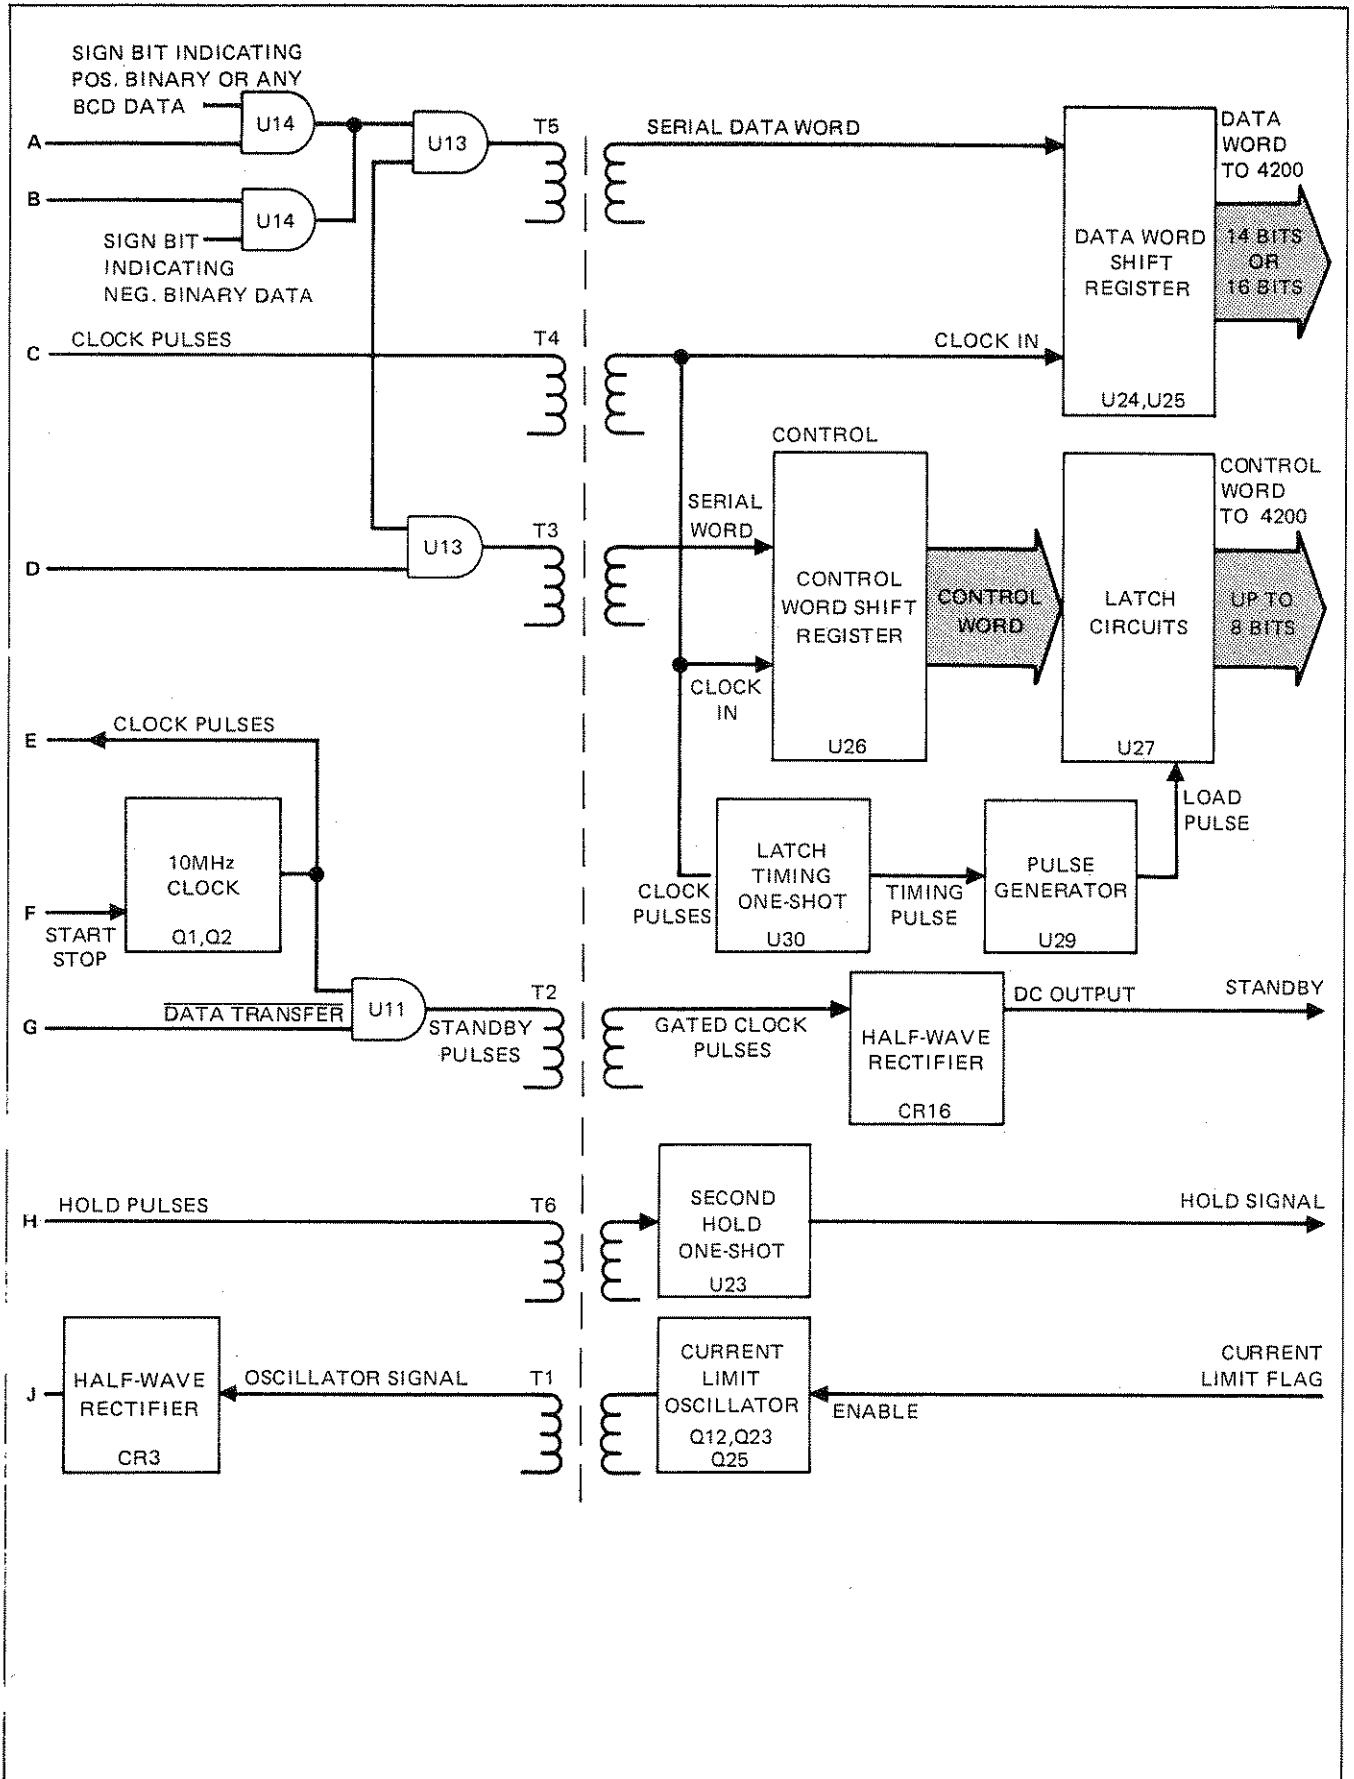 SIGN BIT INDICATING
POS. BINARY OR ANY
BCD DATA
U14
U13
T5
SERIAL DATA WORD
DATA
WORD
TO 4200
A
B
U14
SIGN BIT
INDICATING
NEG. BINARY DATA
DATA WORD
SHIFT
REGISTER
14 BITS
OR
16 BITS
C
CLOCK PULSES
T4
CLOCK IN
U24,U25
CONTROL
SERIAL
WORD
CONTROL
WORD
TO 4200
U13
T3
D
CONTROL
WORD SHIFT
REGISTER
CONTROL
WORD
LATCH
CIRCUITS
UP TO
8 BITS
CLOCK
IN
U26
U27
E
CLOCK PULSES
LOAD
PULSE
10MHz
CLOCK
Q1,Q2
F
START
STOP
CLOCK
PULSES
LATCH
TIMING
ONE-SHOT
U30
TIMING
PULSE
PULSE
GENERATOR
U29
G
DATA TRANSFER
U11
STANDBY
PULSES
T2
GATED CLOCK
PULSES
HALF-WAVE
RECTIFIER
CR16
DC OUTPUT
STANDBY
H
HOLD PULSES
T6
SECOND
HOLD
ONE-SHOT
U23
HOLD SIGNAL
J
HALF-WAVE
RECTIFIER
CR3
OSCILLATOR SIGNAL
T1
CURRENT
LIMIT
OSCILLATOR
Q12,Q23
Q25
ENABLE
CURRENT
LIMIT FLAG